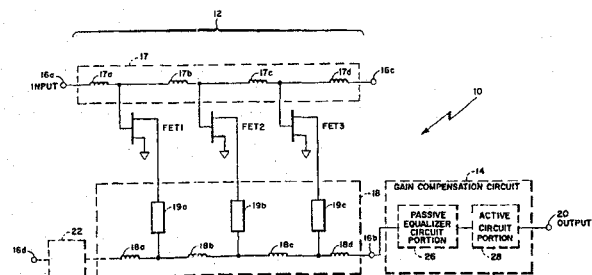 12
17
16a
17a
17b
17c
17d
16c
INPUT
10
FET1
FET2
FET3
14
18
GAIN COMPENSATION CIRCUIT
19a
19b
19c
20
OUTPUT
PASSIVE
EQUALIZER
CIRCUIT
PORTION
26
ACTIVE
CIRCUIT
PORTION
28
22
16d
18a
18b
18c
18d
16b